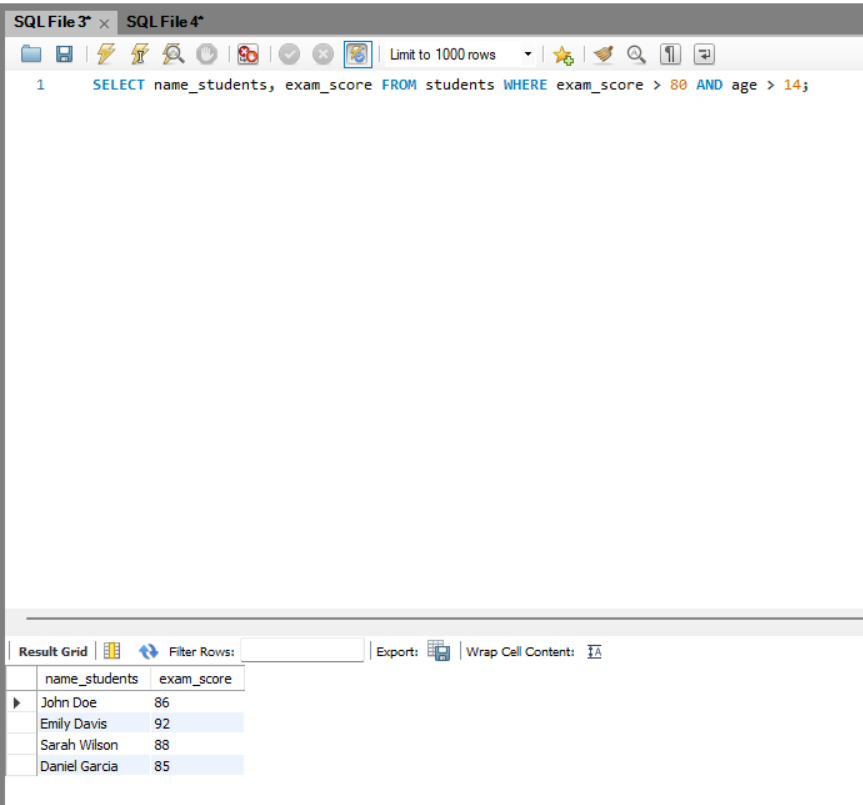 SQL File 3* × SQL File 4*
Limit to 1000 rows
1 SELECT name_students, exam_score FROM students WHERE exam_score > 80 AND age > 14;
Result Grid Filter Rows: Export: Wrap Cell Content: IA
name_students exam_score
John Doe 86
Emily Davis 92
Sarah Wilson 88
Daniel Garcia 85